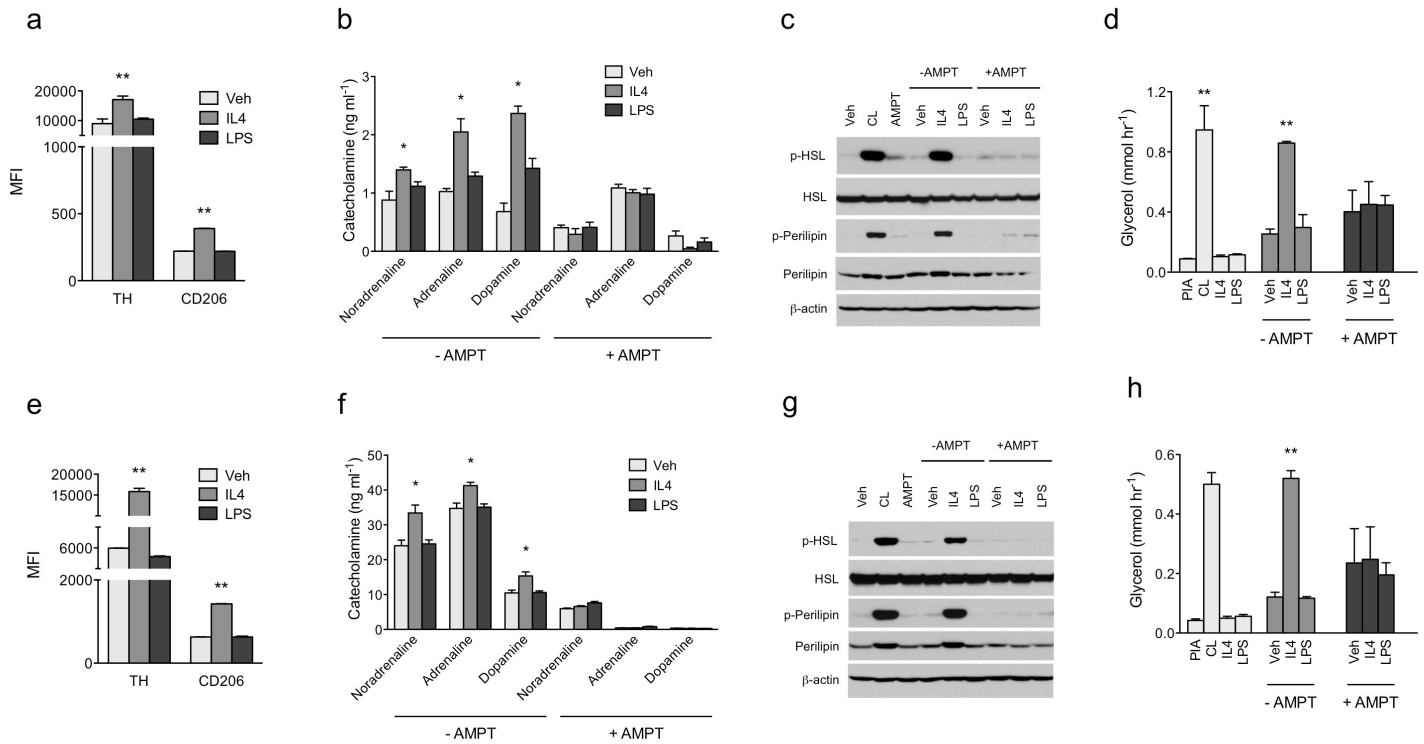 a
MFI
20000
10000
1000
500
0
**
**
TH
CD206
Veh
IL4
LPS
b
Catecholamine (ng ml-1)
3
2
1
0
*
*
*
Veh
IL4
LPS
Noradrenaline
Adrenaline
Dopamine
Noradrenaline
Adrenaline
Dopamine
- AMPT
+ AMPT
c
-AMPT
+AMPT
Veh
CL
AMPT
Veh
IL4
LPS
Veh
IL4
LPS
p-HSL
HSL
p-Perilipin
Perilipin
β-actin
d
Glycerol (mmol hr-1)
1.2
0.8
0.4
0.0
**
**
PIA
CL
IL4
LPS
Veh
IL4
LPS
Veh
IL4
LPS
- AMPT
+ AMPT
e
MFI
20000
15000
6000
2000
0
**
**
TH
CD206
Veh
IL4
LPS
f
Catecholamine (ng ml-1)
50
40
30
20
10
0
*
*
*
Veh
IL4
LPS
Noradrenaline
Adrenaline
Dopamine
Noradrenaline
Adrenaline
Dopamine
- AMPT
+ AMPT
g
-AMPT
+AMPT
Veh
CL
AMPT
Veh
IL4
LPS
Veh
IL4
LPS
p-HSL
HSL
p-Perilipin
Perilipin
β-actin
h
Glycerol (mmol hr-1)
0.6
0.4
0.2
0.0
**
PIA
CL
IL4
LPS
Veh
IL4
LPS
Veh
IL4
LPS
- AMPT
+ AMPT